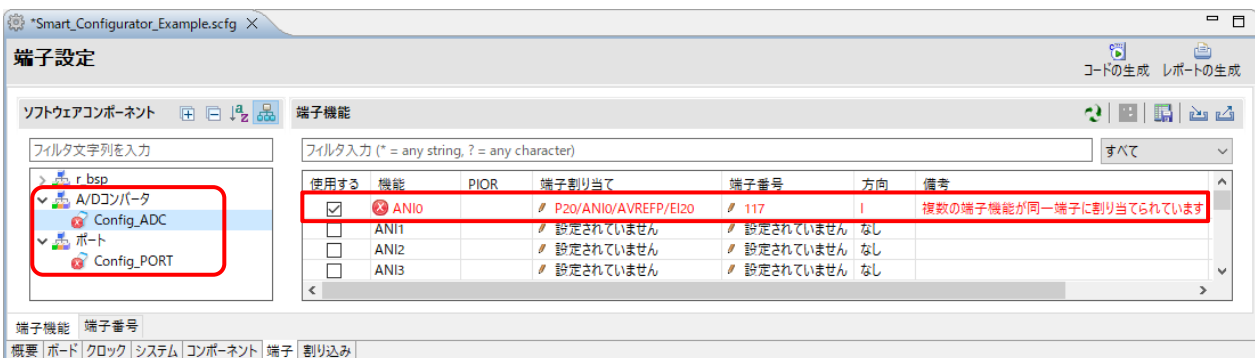 *Smart_Configurator_Example.scfg
端子設定
コードの生成 レポートの生成
ソフトウェアコンポーネント
端子機能
フィルタ文字列を入力
フィルタ入力 (* = any string, ? = any character)
すべて
r_bsp
A/Dコンバータ
Config_ADC
ポート
Config_PORT
使用する 機能 PIOR 端子割り当て 端子番号 方向 備考
ANI0 P20/ANI0/AVREFP/EI20 117 I 複数の端子機能が同一端子に割り当てられています
ANI1 設定されていません 設定されていません なし
ANI2 設定されていません 設定されていません なし
ANI3 設定されていません 設定されていません なし
端子機能 端子番号
概要 ボード クロック システム コンポーネント 端子 割り込み